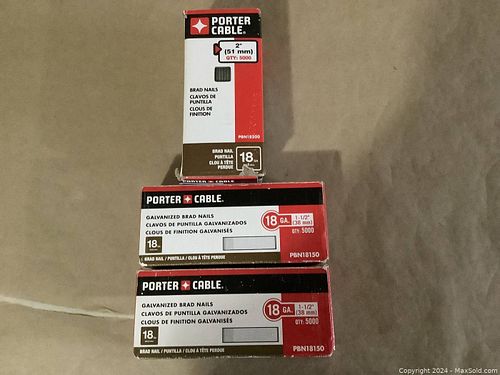 PORTER
CABLE®
2"
(51 mm)
QTY: 5000
BRAD NAILS
CLAVOS DE
PUNTILLA
CLOUS DE
FINITION
PBN18200
BRAD NAIL
PUNTILLA
CLOU À TÊTE
PERDUE
18
PORTER CABLE
PORTER CABLE
GALVANIZED BRAD NAILS
CLAVOS DE PUNTILLA GALVANIZADOS
CLOUS DE FINITION GALVANISÉS
18 GA.
1-1/2"
(38 mm)
QTY: 5000
18
BRAD NAIL / PUNTILLA / CLOU À TÊTE PERDUE
PBN18150
PORTER CABLE
GALVANIZED BRAD NAILS
CLAVOS DE PUNTILLA GALVANIZADOS
CLOUS DE FINITION GALVANISÉS
18 GA.
1-1/2"
(38 mm)
QTY: 5000
18
BRAD NAIL / PUNTILLA / CLOU À TÊTE PERDUE
PBN18150
Copyright © 2024 - MaxSold.com